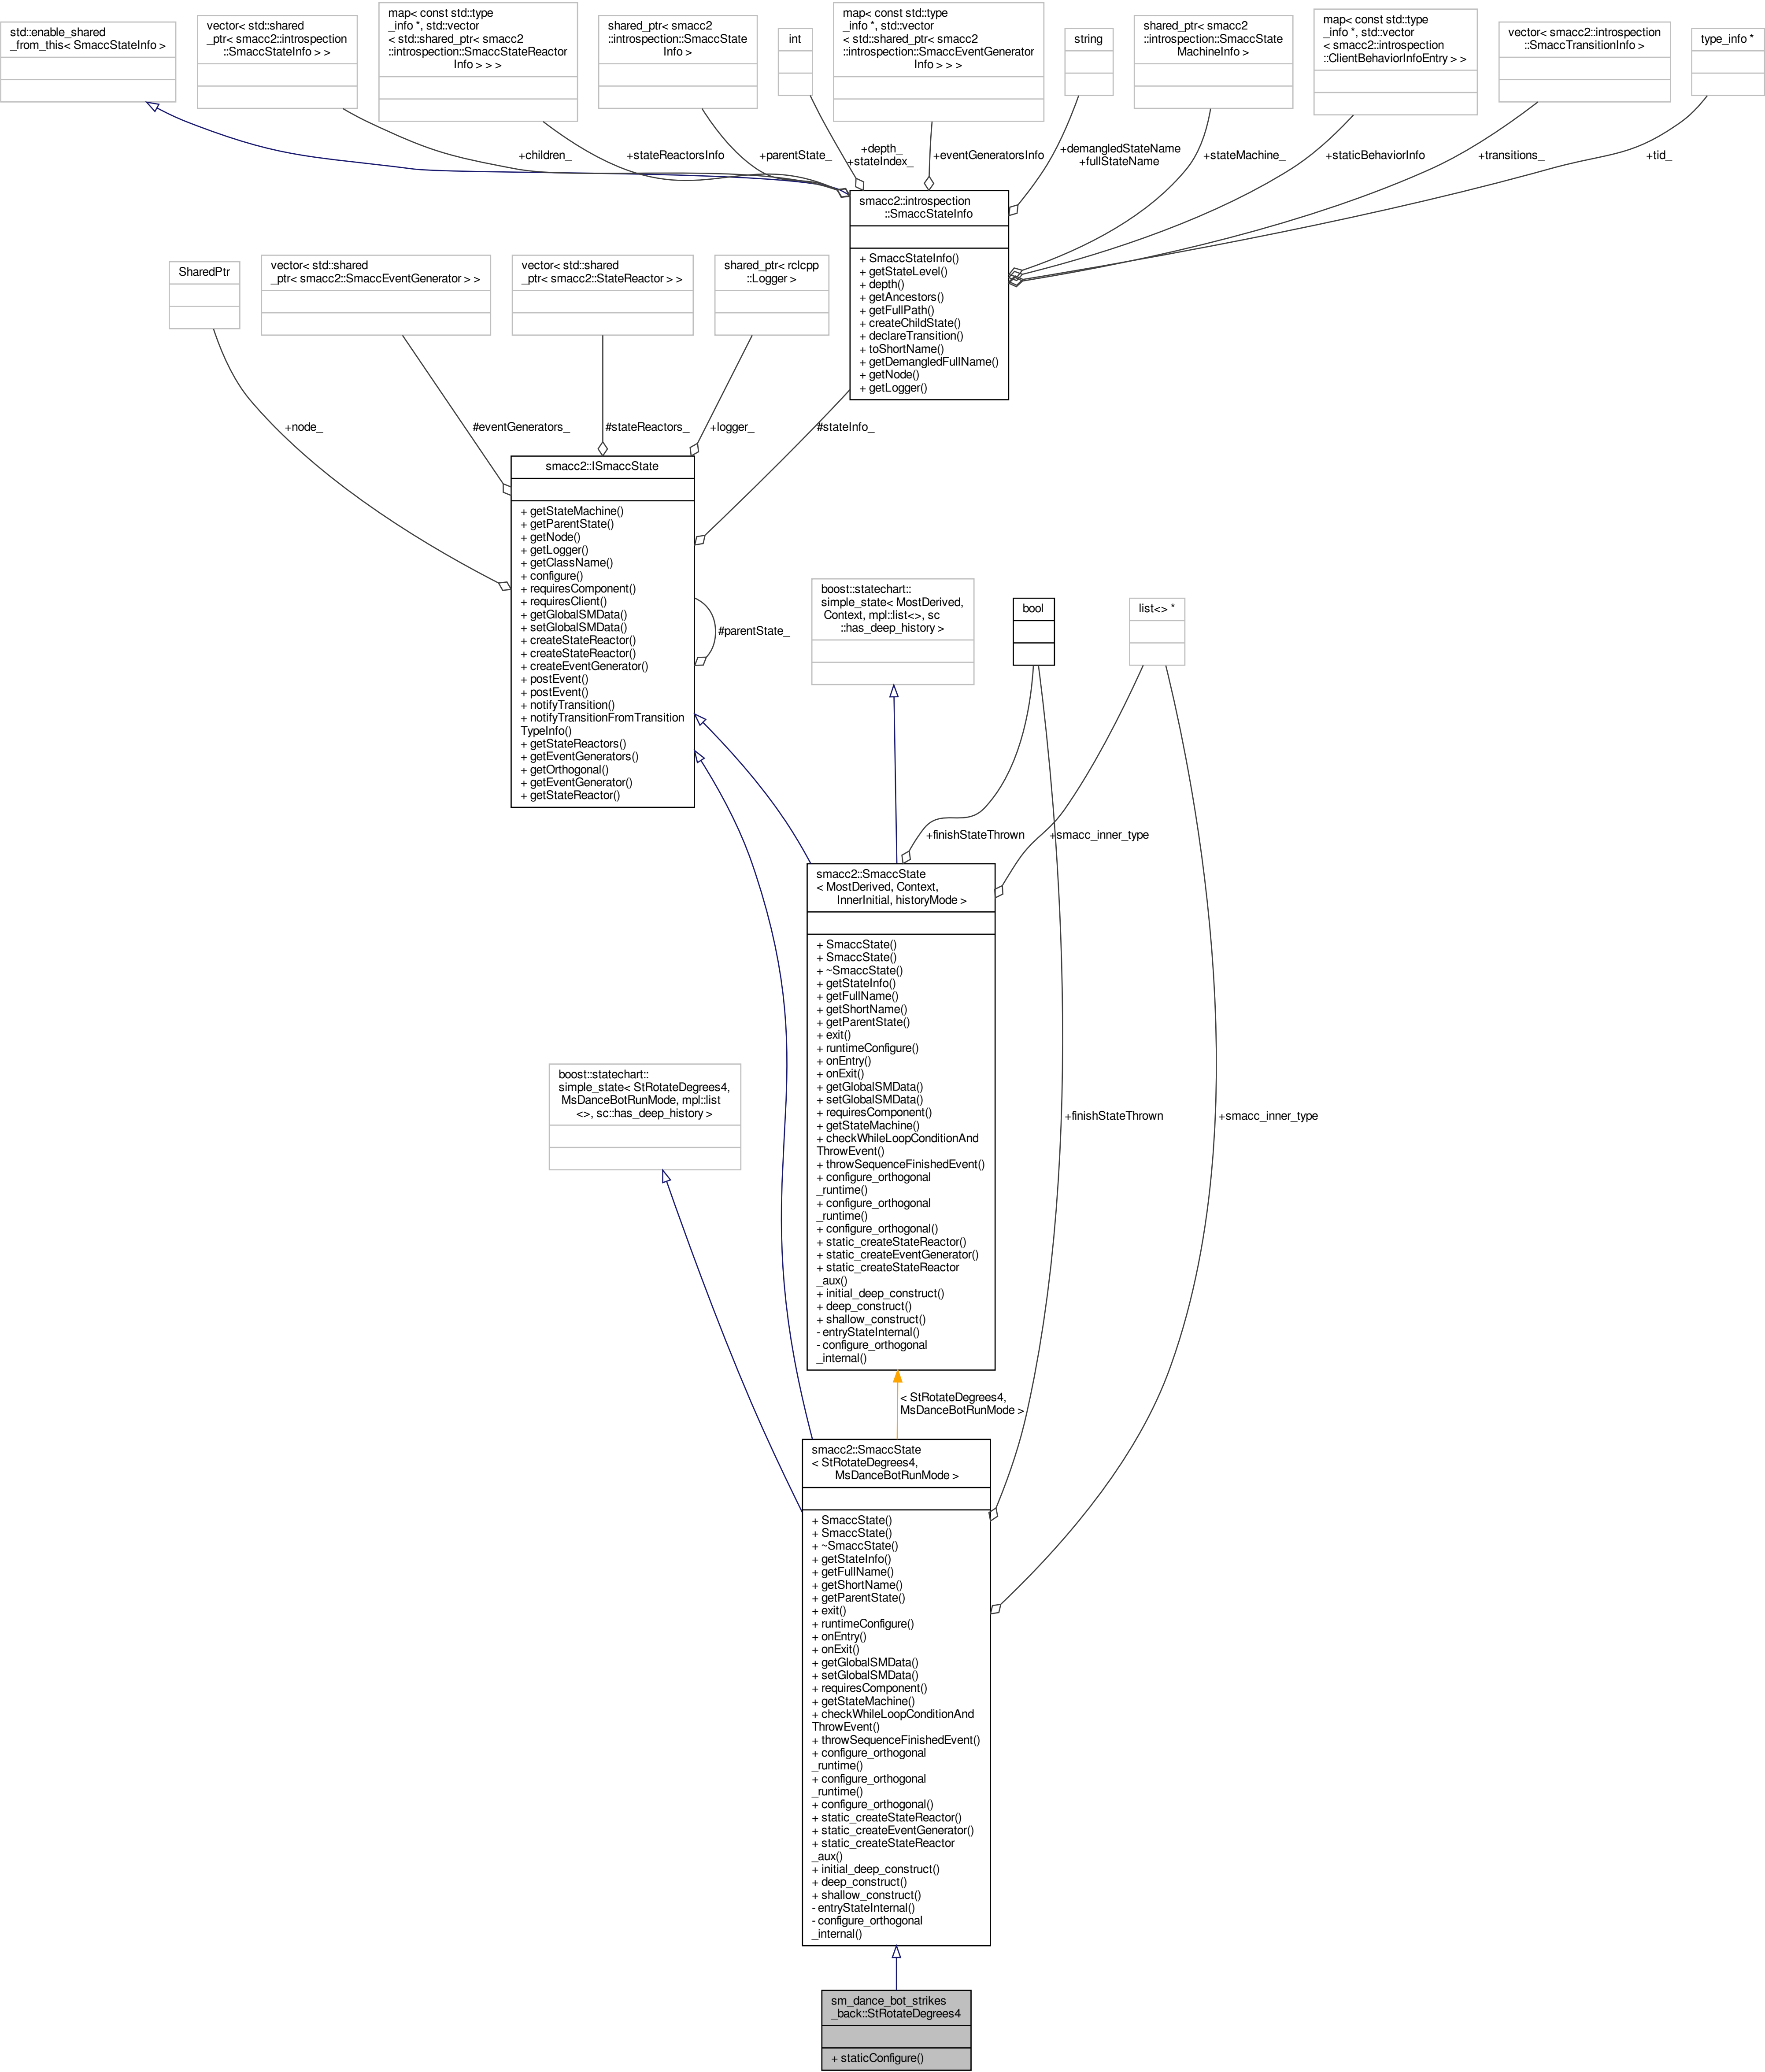 std::enable_shared
_from_this< SmaccStateInfo >
vector< std::shared
_ptr< smacc2::introspection
::SmaccStateInfo > >
map< const std::type
_info *, std::vector
< std::shared_ptr< smacc2
::introspection::SmaccStateReactor
Info > > >
shared_ptr< smacc2
::introspection::SmaccState
Info >
int
map< const std::type
_info *, std::vector
< std::shared_ptr< smacc2
::introspection::SmaccEventGenerator
Info > > >
string
shared_ptr< smacc2
::introspection::SmaccState
MachineInfo >
map< const std::type
_info *, std::vector
< smacc2::introspection
::ClientBehaviorInfoEntry > >
vector< smacc2::introspection
::SmaccTransitionInfo >
type_info *
+children_
+stateReactorsInfo
+parentState_
+depth_
+stateIndex_
+eventGeneratorsInfo
+demangledStateName
+fullStateName
+stateMachine_
+staticBehaviorInfo
+transitions_
+tid_
smacc2::introspection
::SmaccStateInfo
+ SmaccStateInfo()
+ getStateLevel()
+ depth()
+ getAncestors()
+ getFullPath()
+ createChildState()
+ declareTransition()
+ toShortName()
+ getDemangledFullName()
+ getNode()
+ getLogger()
SharedPtr
vector< std::shared
_ptr< smacc2::SmaccEventGenerator > >
vector< std::shared
_ptr< smacc2::StateReactor > >
shared_ptr< rclcpp
::Logger >
+node_
#eventGenerators_
#stateReactors_
+logger_
#stateInfo_
smacc2::ISmaccState
+ getStateMachine()
+ getParentState()
+ getNode()
+ getLogger()
+ getClassName()
+ configure()
+ requiresComponent()
+ requiresClient()
+ getGlobalSMData()
+ setGlobalSMData()
+ createStateReactor()
+ createStateReactor()
+ createEventGenerator()
+ postEvent()
+ postEvent()
+ notifyTransition()
+ notifyTransitionFromTransition
TypeInfo()
+ getStateReactors()
+ getEventGenerators()
+ getOrthogonal()
+ getEventGenerator()
+ getStateReactor()
#parentState_
boost::statechart::
simple_state< MostDerived,
Context, mpl::list<>, sc
::has_deep_history >
bool
list<> *
+finishStateThrown
+smacc_inner_type
smacc2::SmaccState
< MostDerived, Context,
InnerInitial, historyMode >
+ SmaccState()
+ SmaccState()
+ ~SmaccState()
+ getStateInfo()
+ getFullName()
+ getShortName()
+ getParentState()
+ exit()
+ runtimeConfigure()
+ onEntry()
+ onExit()
+ getGlobalSMData()
+ setGlobalSMData()
+ requiresComponent()
+ getStateMachine()
+ checkWhileLoopConditionAnd
ThrowEvent()
+ throwSequenceFinishedEvent()
+ configure_orthogonal
_runtime()
+ configure_orthogonal
_runtime()
+ configure_orthogonal()
+ static_createStateReactor()
+ static_createEventGenerator()
+ static_createStateReactor
_aux()
+ initial_deep_construct()
+ deep_construct()
+ shallow_construct()
- entryStateInternal()
- configure_orthogonal
_internal()
boost::statechart::
simple_state< StRotateDegrees4,
MsDanceBotRunMode, mpl::list
<>, sc::has_deep_history >
+finishStateThrown
+smacc_inner_type
< StRotateDegrees4,
MsDanceBotRunMode >
smacc2::SmaccState
< StRotateDegrees4,
MsDanceBotRunMode >
+ SmaccState()
+ SmaccState()
+ ~SmaccState()
+ getStateInfo()
+ getFullName()
+ getShortName()
+ getParentState()
+ exit()
+ runtimeConfigure()
+ onEntry()
+ onExit()
+ getGlobalSMData()
+ setGlobalSMData()
+ requiresComponent()
+ getStateMachine()
+ checkWhileLoopConditionAnd
ThrowEvent()
+ throwSequenceFinishedEvent()
+ configure_orthogonal
_runtime()
+ configure_orthogonal
_runtime()
+ configure_orthogonal()
+ static_createStateReactor()
+ static_createEventGenerator()
+ static_createStateReactor
_aux()
+ initial_deep_construct()
+ deep_construct()
+ shallow_construct()
- entryStateInternal()
- configure_orthogonal
_internal()
sm_dance_bot_strikes
_back::StRotateDegrees4
+ staticConfigure()